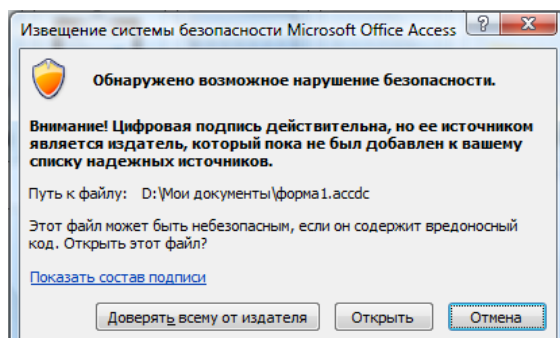 Извещение системы безопасности Microsoft Office Access
Обнаружено возможное нарушение безопасности.
Внимание! Цифровая подпись действительна, но ее источником
является издатель, который пока не был добавлен к вашему
списку надежных источников.
Путь к файлу: D:\Мои документы\форма1.accdc
Этот файл может быть небезопасным, если он содержит вредоносный
код. Открыть этот файл?
Показать состав подписи
Доверять всему от издателя Открыть Отмена